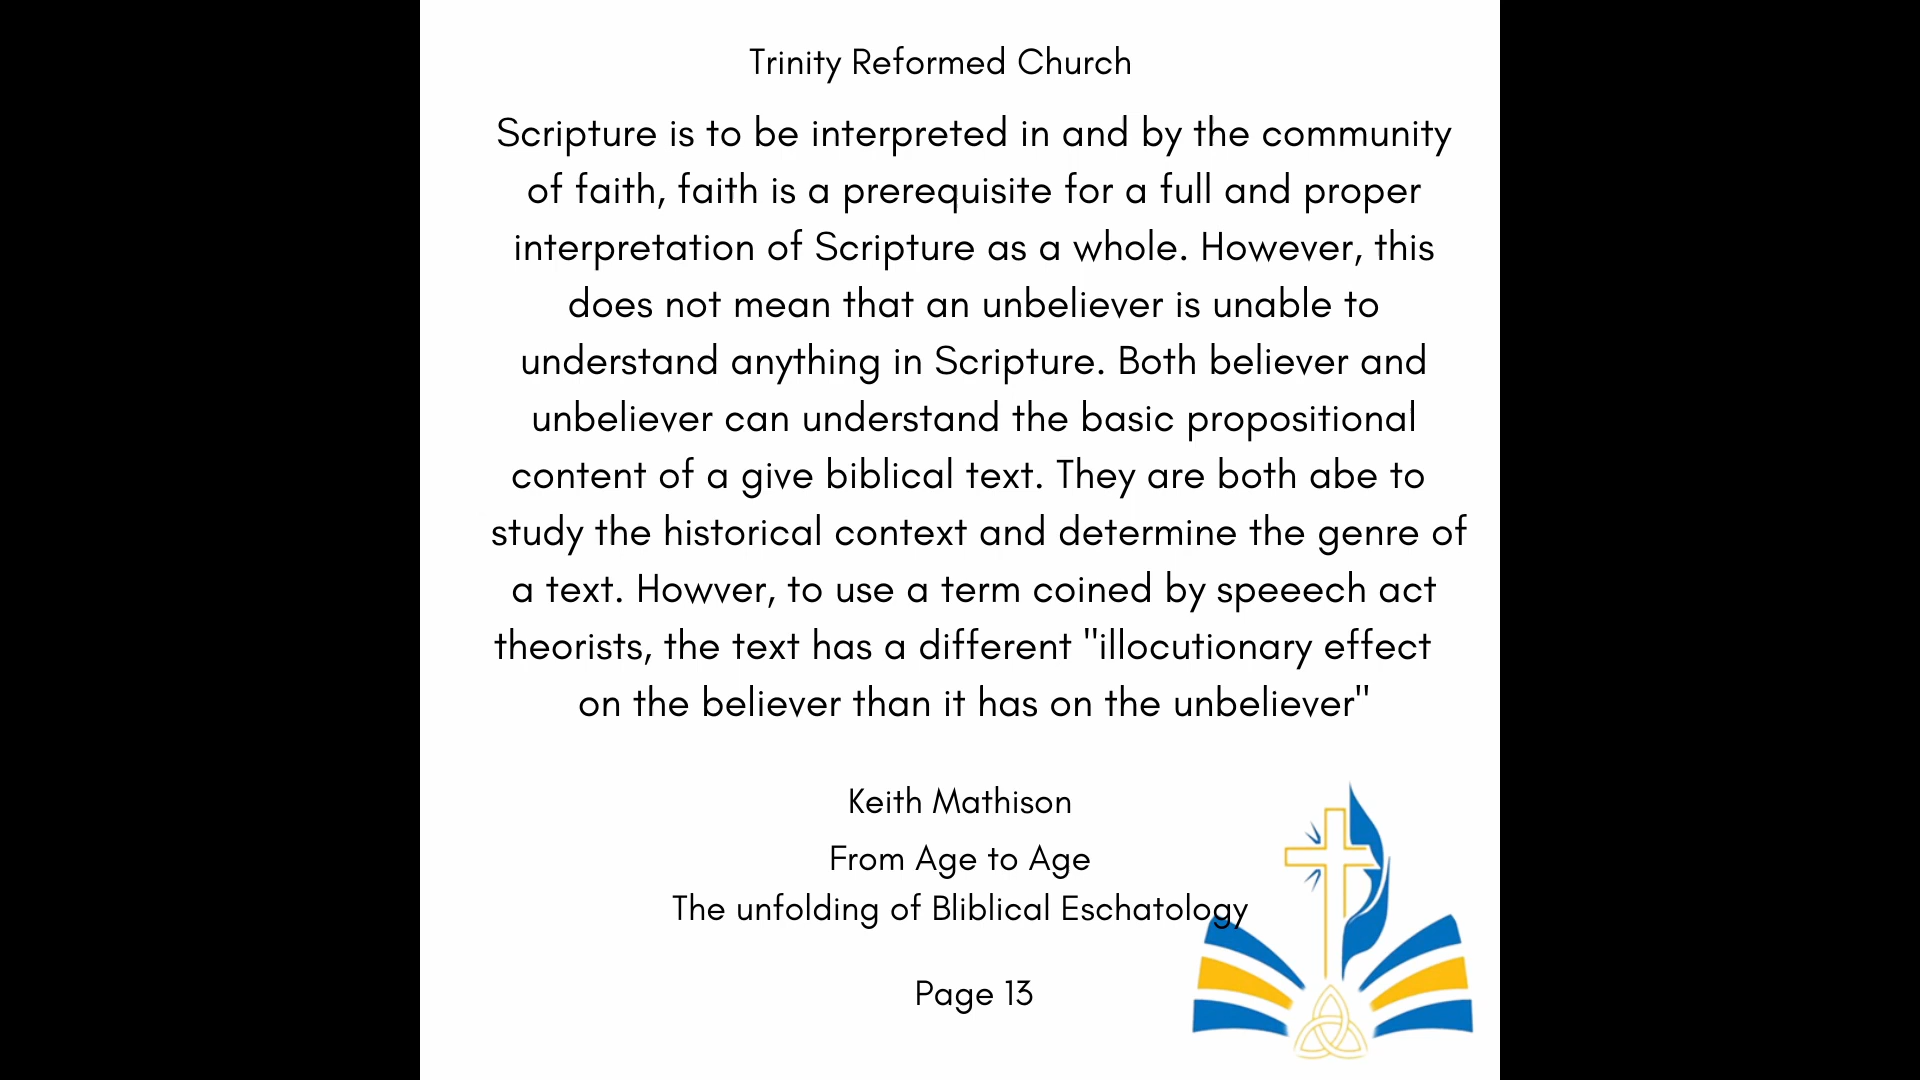 Trinity Reformed Church
Scripture is to be interpreted in and by the community
of faith, faith is a prerequisite for a full and proper
interpretation of Scripture as a whole. However, this
does not mean that an unbeliever is unable to
understand anything in Scripture. Both believer and
unbeliever can understand the basic propositional
content of a give biblical text. They are both abe to
study the historical context and determine the genre of
a text. Howver, to use a term coined by speeech act
theorists, the text has a different "illocutionary effect
on the believer than it has on the unbeliever"
Keith Mathison
From Age to Age
The unfolding of Bliblical Eschatology
Page 13